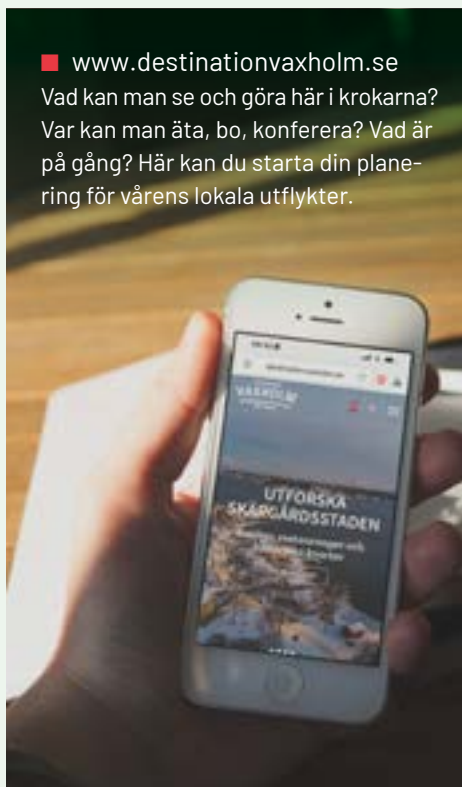 www.destinationvaxholm.se
Vad kan man se och göra här i krokarna?
Var kan man äta, bo, konferera? Vad är
på gång? Här kan du starta din plane-
ring för vårens lokala utflykter.
VAXHOLM
UTFORSKA
SKÄRGÅRDSSTADEN